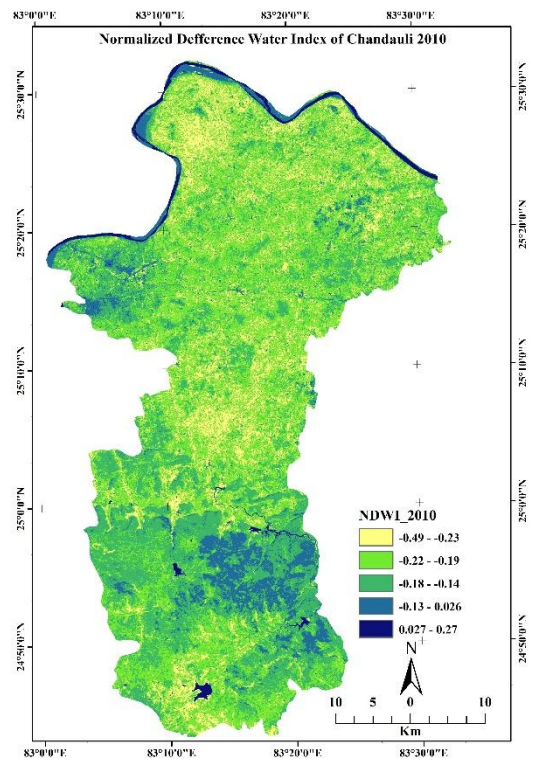 83°0'0"E 83°10'0"E 83°20'0"E 83°30'0"E
Normalized Defference Water Index of Chandauli 2010
25°30'0"N 25°30'0"N
25°20'0"N 25°20'0"N
25°10'0"N 25°10'0"N
25°0'0"N 25°0'0"N
NDWI_2010
-0.49 - -0.23
-0.22 - -0.19
-0.18 - -0.14
-0.13 - 0.026
0.027 - 0.27
24°50'0"N 24°50'0"N
N
10 5 0 10
Km
83°0'0"E 83°10'0"E 83°20'0"E 83°30'0"E